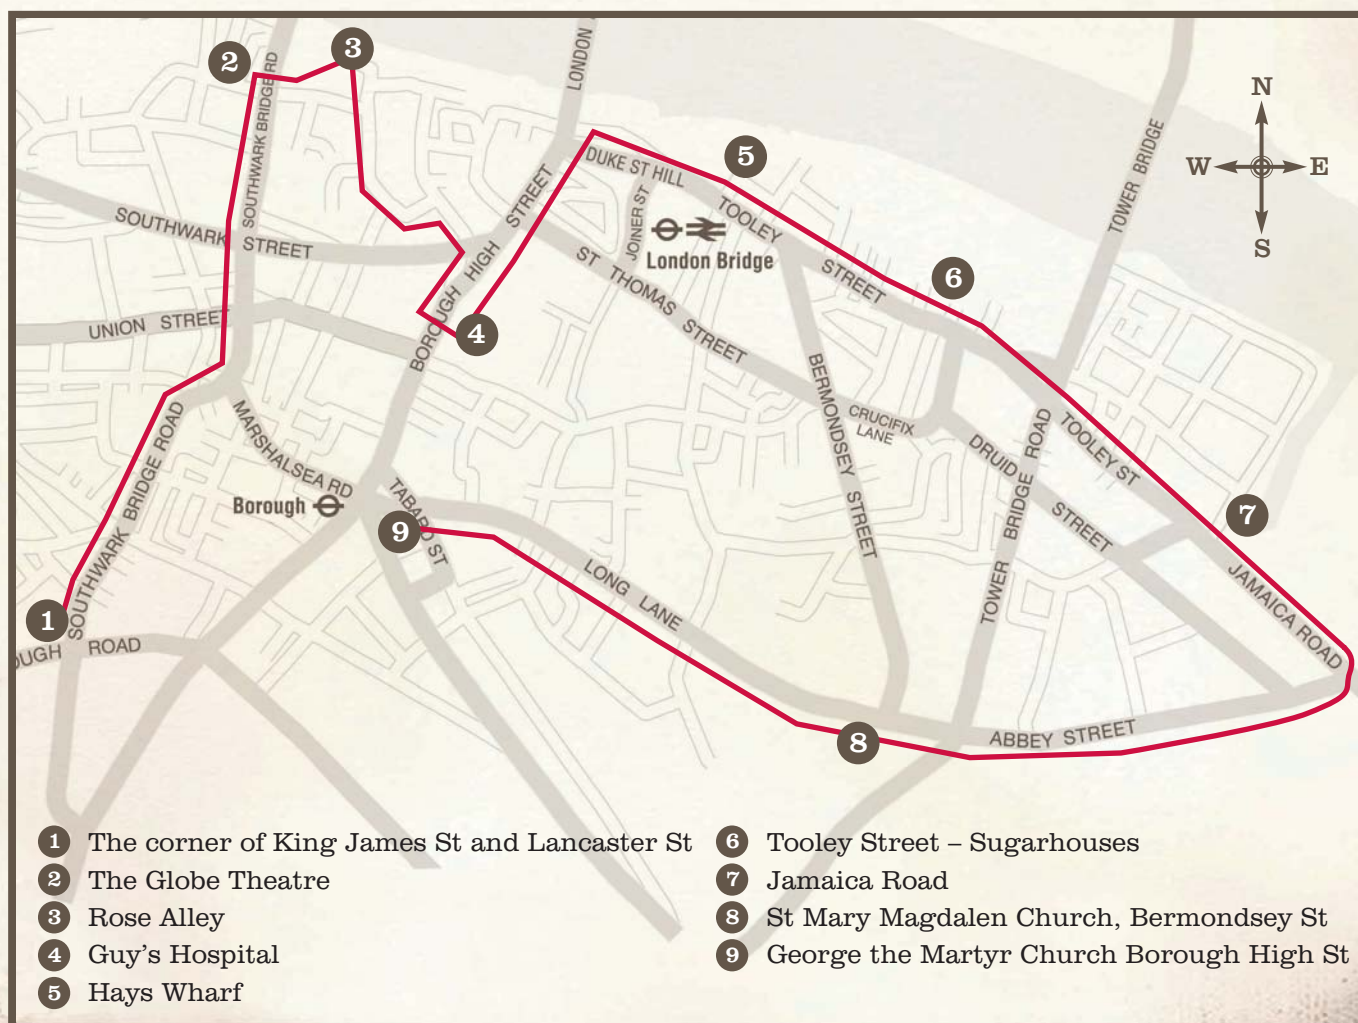 2
3
SOUTHWARK BRIDGE RD
LONDON
N
W E
S
5
DUKE ST HILL
TOWER BRIDGE
SOUTHWARK STREET
JOINER ST
TOOLEY STREET
London Bridge
BOROUGH HIGH STREET
ST THOMAS STREET
6
UNION STREET
4
BERMONDSEY STREET
CRUCIFIX
LANE
MARSHALSEA RD
SOUTHWARK BRIDGE ROAD
TOOLEY ST
DRUID STREET
TOWER BRIDGE ROAD
Borough
TABARD ST
9
7
LONG LANE
JAMAICA ROAD
1
OUGH ROAD
8
ABBEY STREET
1 The corner of King James St and Lancaster St
2 The Globe Theatre
3 Rose Alley
4 Guy's Hospital
5 Hays Wharf
6 Tooley Street – Sugarhouses
7 Jamaica Road
8 St Mary Magdalen Church, Bermondsey St
9 George the Martyr Church Borough High St